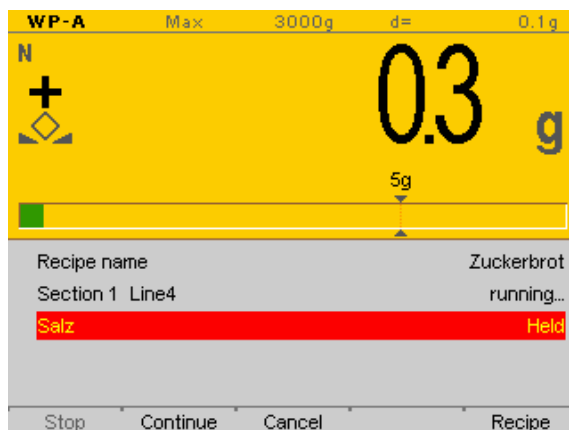 WP-A Max 3000g d= 0.1g
N
+ 0.3 g
5g
Recipe name Zuckerbrot
Section 1 Line4 running...
Salz Held
Stop Continue Cancel Recipe